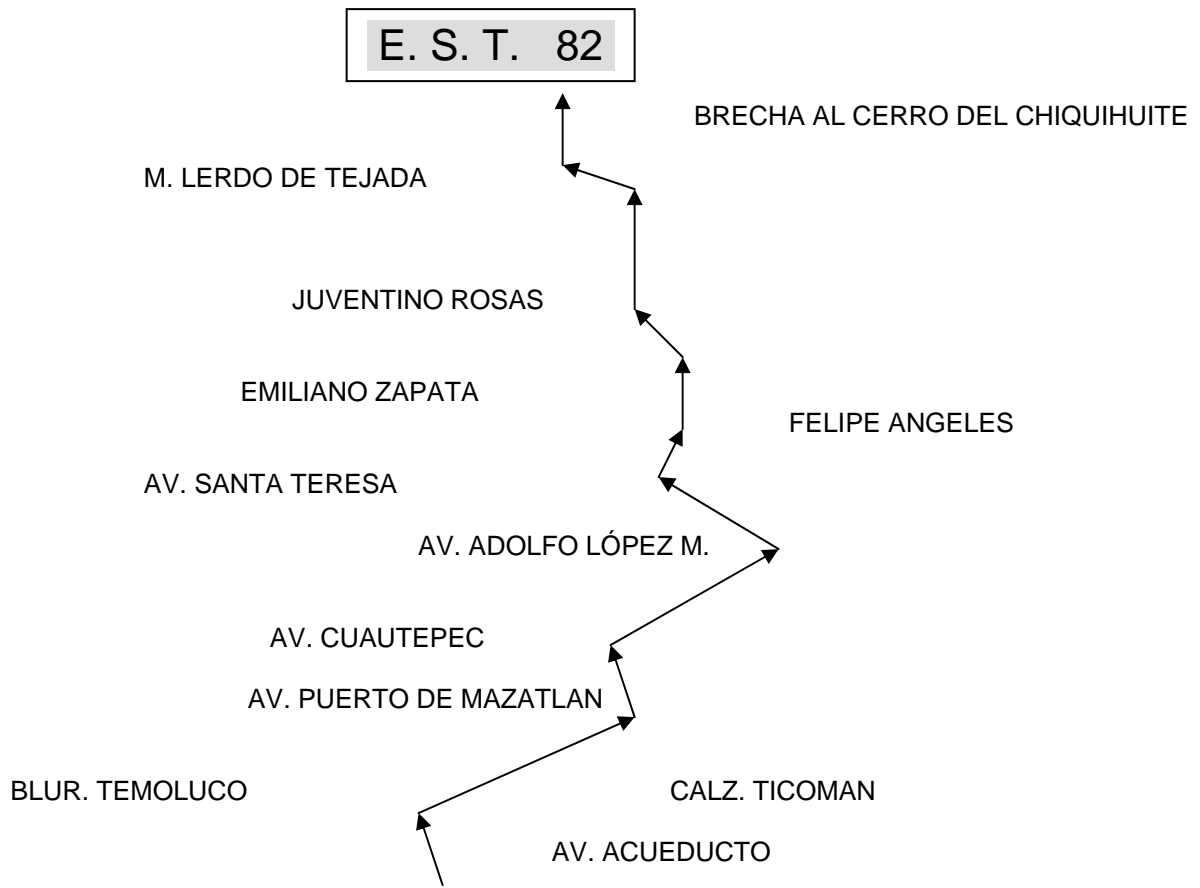 E. S. T. 82
BRECHA AL CERRO DEL CHIQUIHUITE
M. LERDO DE TEJADA
JUVENTINO ROSAS
EMILIANO ZAPATA
FELIPE ANGELES
AV. SANTA TERESA
AV. ADOLFO LÓPEZ M.
AV. CUAUTEPEC
AV. PUERTO DE MAZATLAN
BLUR. TEMOLUCO
CALZ. TICOMAN
AV. ACUEDUCTO